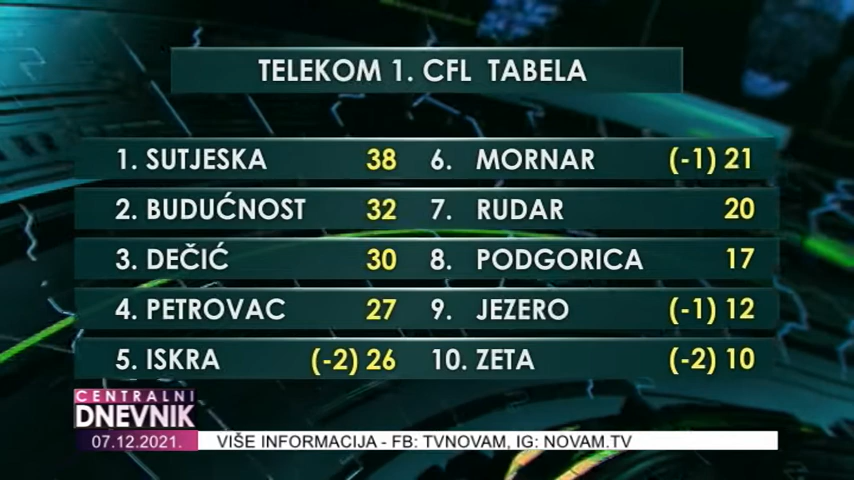 TELEKOM 1. CFL TABELA
1. SUTJESKA 38 6. MORNAR (-1) 21
2. BUDUĆNOST 32 7. RUDAR 20
3. DEČIĆ 30 8. PODGORICA 17
4. PETROVAC 27 9. JEZERO (-1) 12
5. ISKRA (-2) 26 10. ZETA (-2) 10
CENTRALNI
DNEVNIK
07.12.2021. VIŠE INFORMACIJA - FB: TVNOVAM, IG: NOVAM.TV